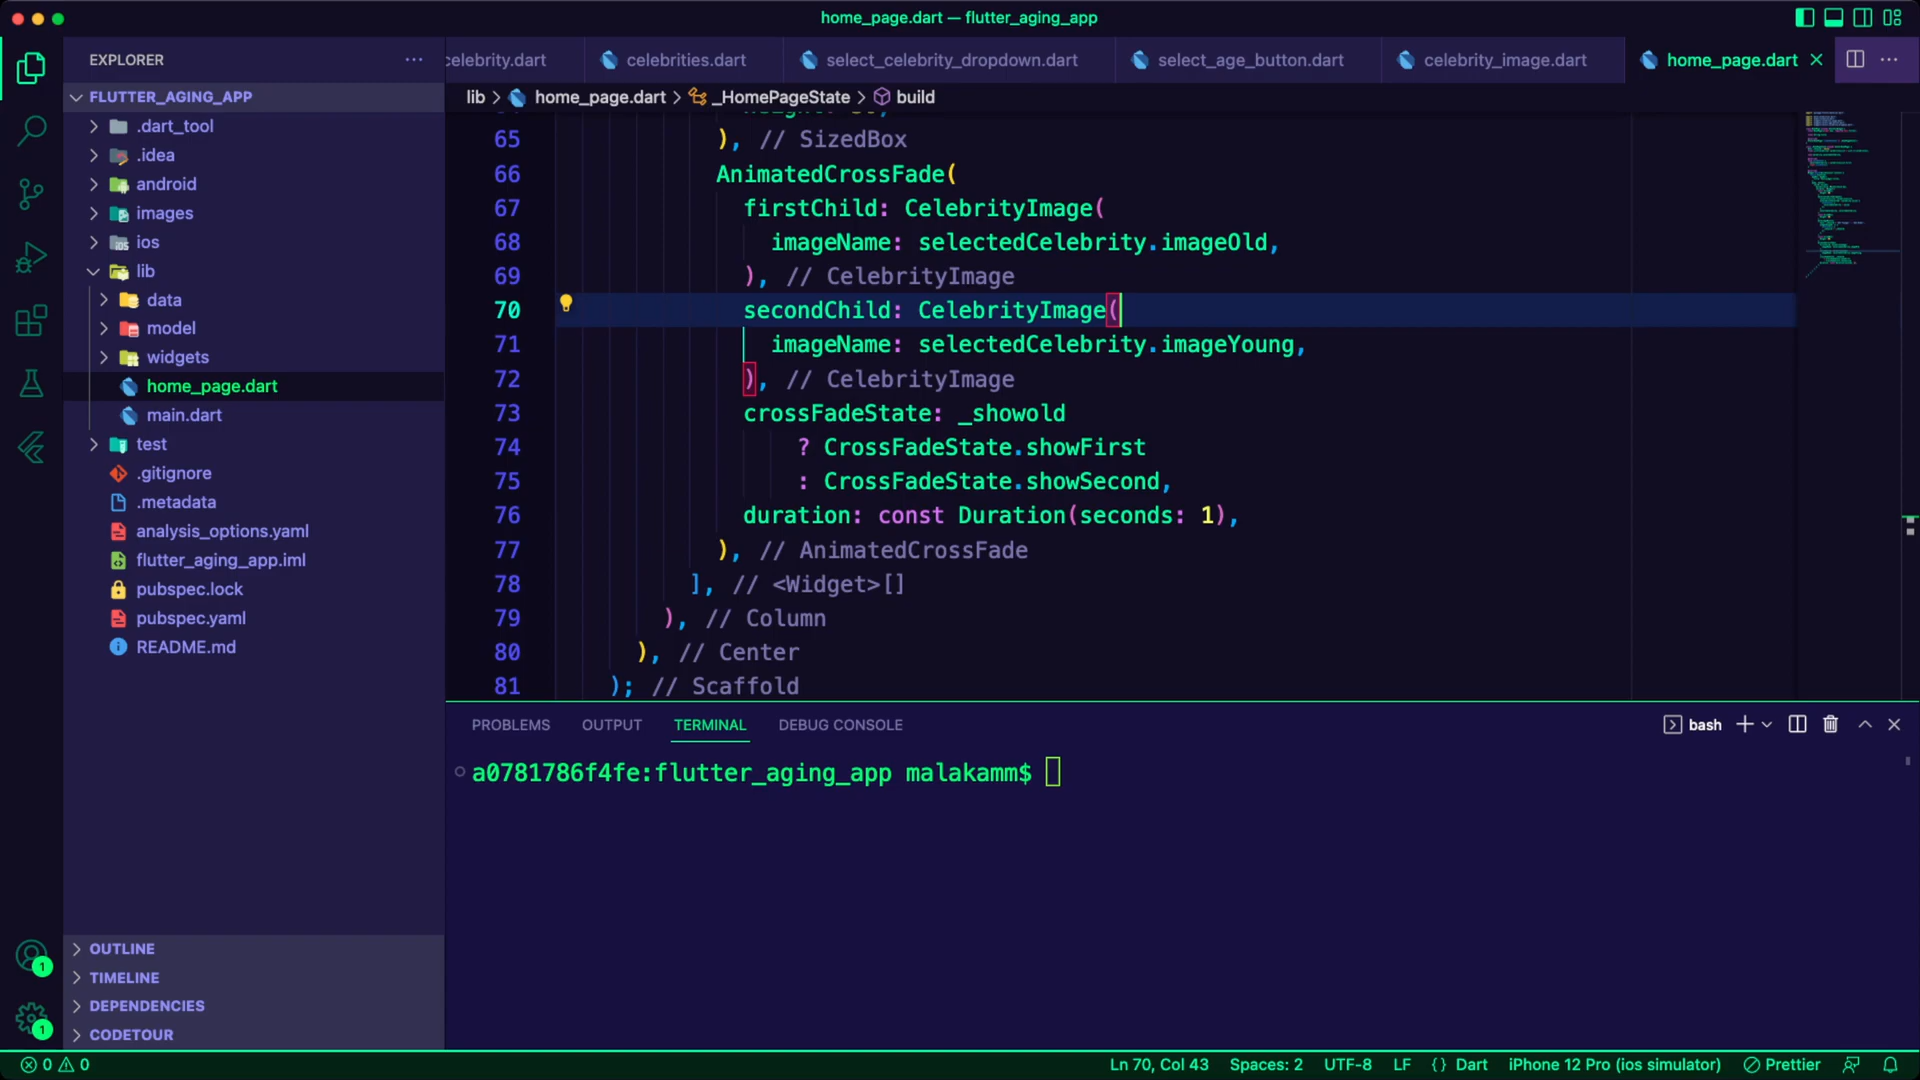 home_page.dart — flutter_aging_app
EXPLORER
FLUTTER_AGING_APP
.dart_tool
.idea
android
images
ios
lib
data
model
widgets
home_page.dart
main.dart
test
.gitignore
.metadata
analysis_options.yaml
flutter_aging_app.iml
pubspec.lock
pubspec.yaml
README.md
OUTLINE
TIMELINE
DEPENDENCIES
CODETOUR
1
1
celebrity.dart celebrities.dart select_celebrity_dropdown.dart select_age_button.dart celebrity_image.dart home_page.dart
lib > home_page.dart > _HomePageState > build
65 ), // SizedBox
66 AnimatedCrossFade(
67 firstChild: CelebrityImage(
68 imageName: selectedCelebrity.imageOld,
69 ), // CelebrityImage
70 secondChild: CelebrityImage(
71 imageName: selectedCelebrity.imageYoung,
72 ), // CelebrityImage
73 crossFadeState: _showold
74 ? CrossFadeState.showFirst
75 : CrossFadeState.showSecond,
76 duration: const Duration(seconds: 1),
77 ), // AnimatedCrossFade
78 ], // <Widget>[]
79 ), // Column
80 ), // Center
81 ); // Scaffold
PROBLEMS OUTPUT TERMINAL DEBUG CONSOLE bash
a0781786f4fe:flutter_aging_app malakamm$
0 0 Ln 70, Col 43 Spaces: 2 UTF-8 LF {} Dart iPhone 12 Pro (ios simulator) Prettier